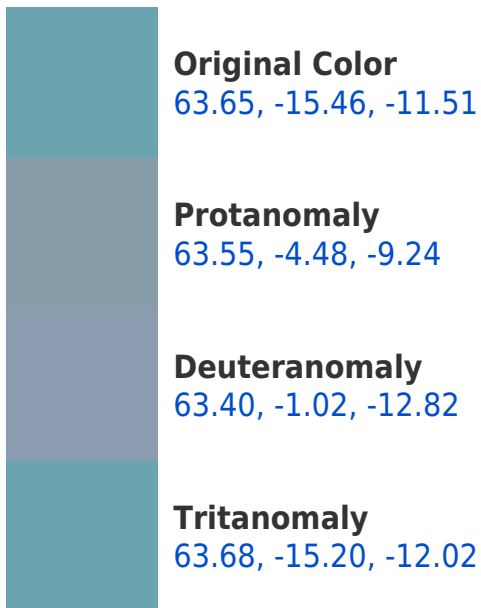 Original Color
63.65, -15.46, -11.51
Protanomaly
63.55, -4.48, -9.24
Deuteranomaly
63.40, -1.02, -12.82
Tritanomaly
63.68, -15.20, -12.02